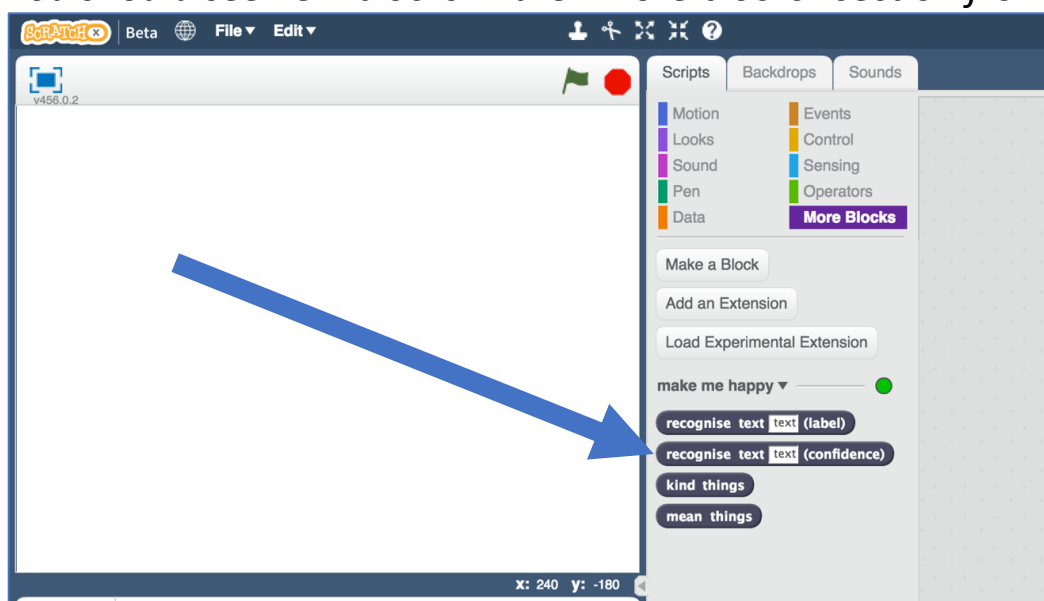 SCRATCHX Beta File Edit
v456.0.2
Scripts Backdrops Sounds
Motion Events
Looks Control
Sound Sensing
Pen Operators
Data More Blocks
Make a Block
Add an Extension
Load Experimental Extension
make me happy
recognise text text (label)
recognise text text (confidence)
kind things
mean things
x: 240 y: -180